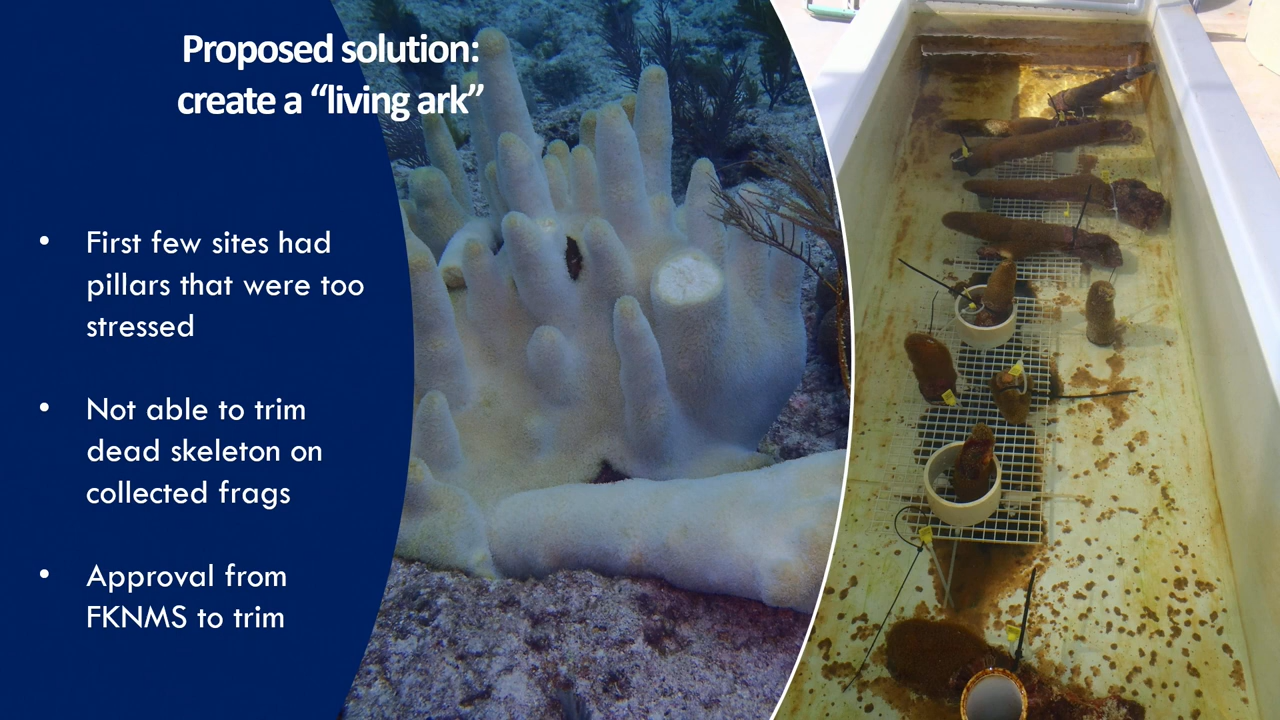 Proposed solution:
create a “living ark”
• First few sites had
pillars that were too
stressed
• Not able to trim
dead skeleton on
collected frags
• Approval from
FKNMS to trim